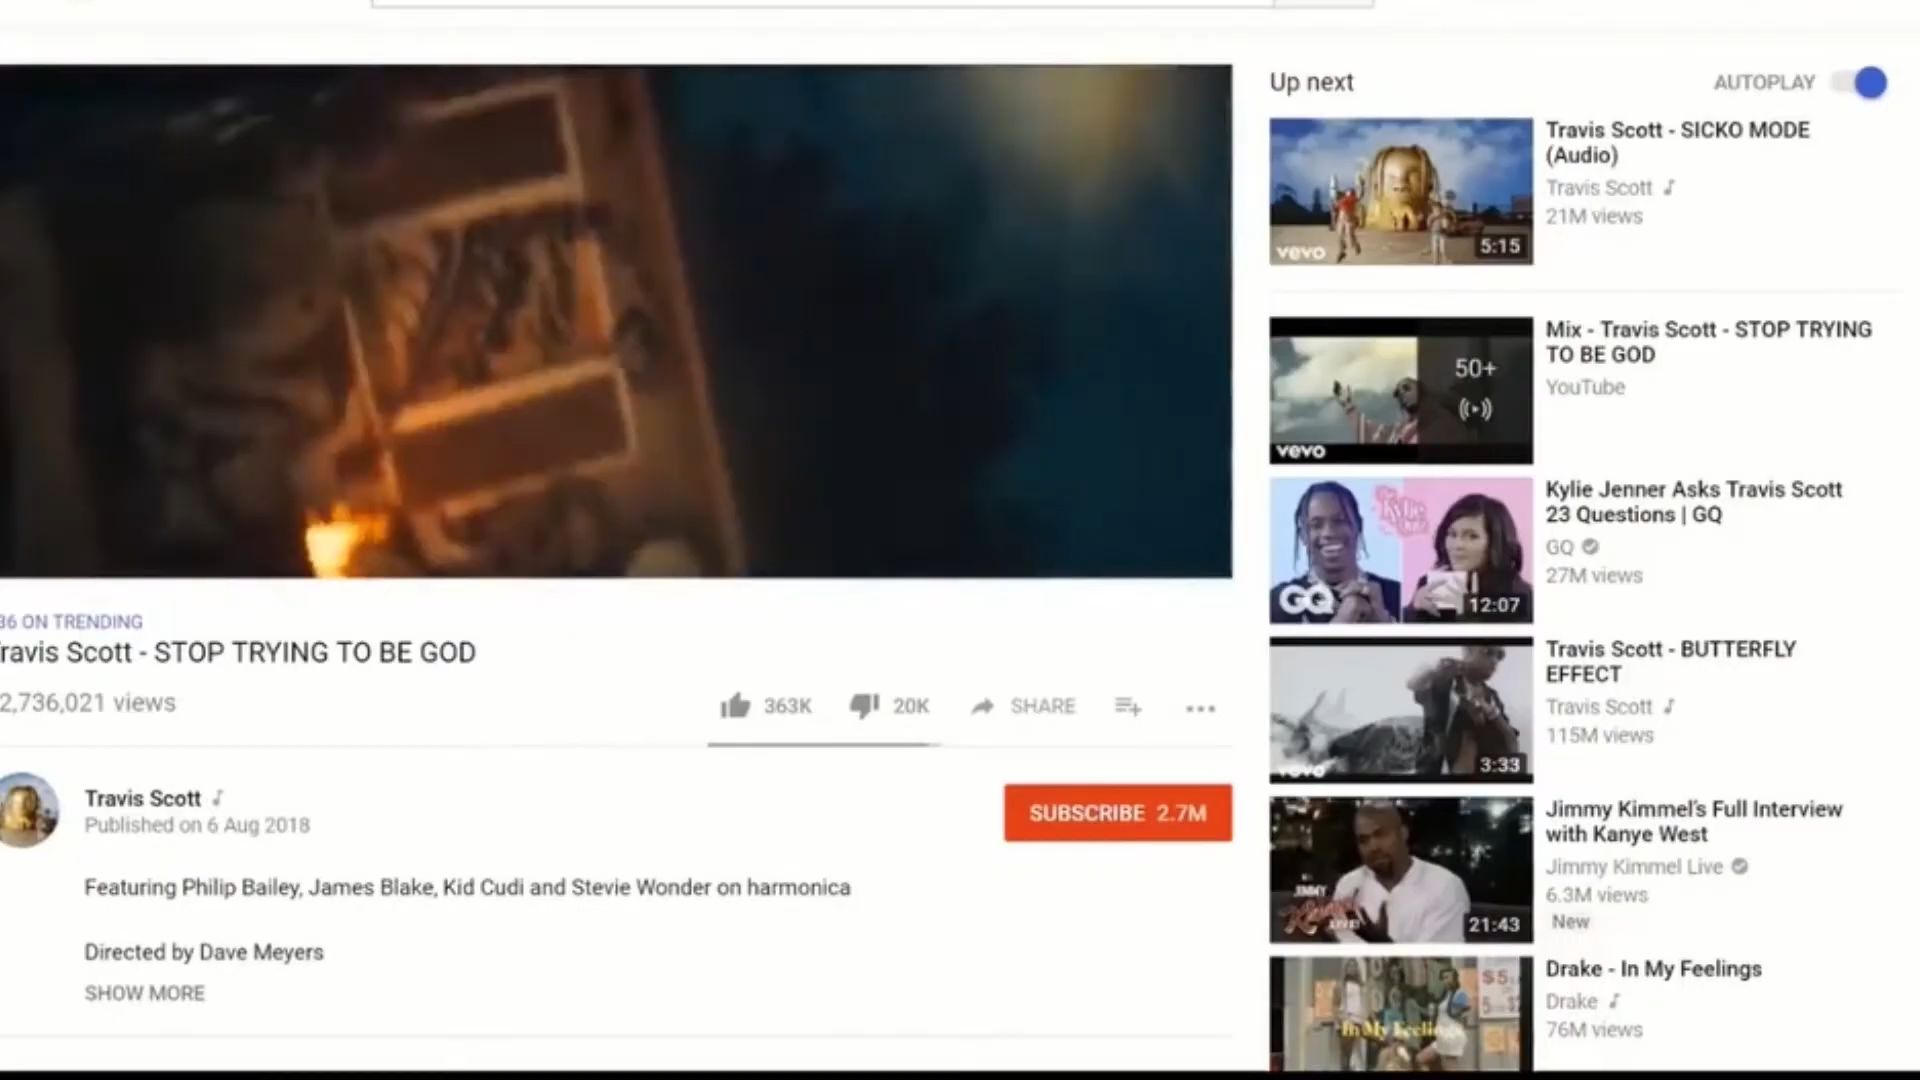 36 ON TRENDING
ravis Scott - STOP TRYING TO BE GOD
2,736,021 views
363K
20K
SHARE
Travis Scott
Published on 6 Aug 2018
SUBSCRIBE 2.7M
Featuring Philip Bailey, James Blake, Kid Cudi and Stevie Wonder on harmonica
Directed by Dave Meyers
SHOW MORE
Up next
AUTOPLAY
vevo
5:15
Travis Scott - SICKO MODE
(Audio)
Travis Scott
21M views
50+
vevo
Mix - Travis Scott - STOP TRYING
TO BE GOD
YouTube
Kylie
GQ
12:07
Kylie Jenner Asks Travis Scott
23 Questions | GQ
GQ
27M views
vevo
3:33
Travis Scott - BUTTERFLY
EFFECT
Travis Scott
115M views
JIMMY
21:43
Jimmy Kimmel's Full Interview
with Kanye West
Jimmy Kimmel Live
6.3M views
New
In My
Drake - In My Feelings
Drake
76M views